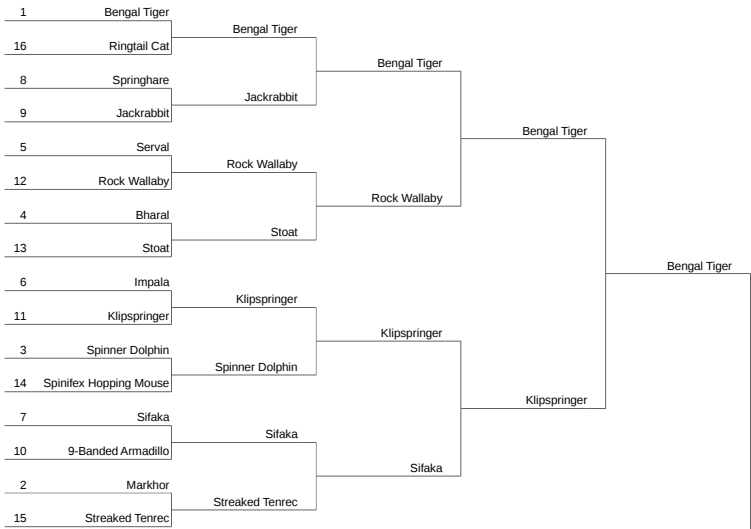 1 Bengal Tiger
16 Ringtail Cat
8 Springhare
9 Jackrabbit
5 Serval
12 Rock Wallaby
4 Bharal
13 Stoat
6 Impala
11 Klipspringer
3 Spinner Dolphin
14 Spinifex Hopping Mouse
7 Sifaka
10 9-Banded Armadillo
2 Markhor
15 Streaked Tenrec
Bengal Tiger
Jackrabbit
Rock Wallaby
Stoat
Klipspringer
Spinner Dolphin
Sifaka
Streaked Tenrec
Bengal Tiger
Rock Wallaby
Klipspringer
Sifaka
Bengal Tiger
Klipspringer
Bengal Tiger